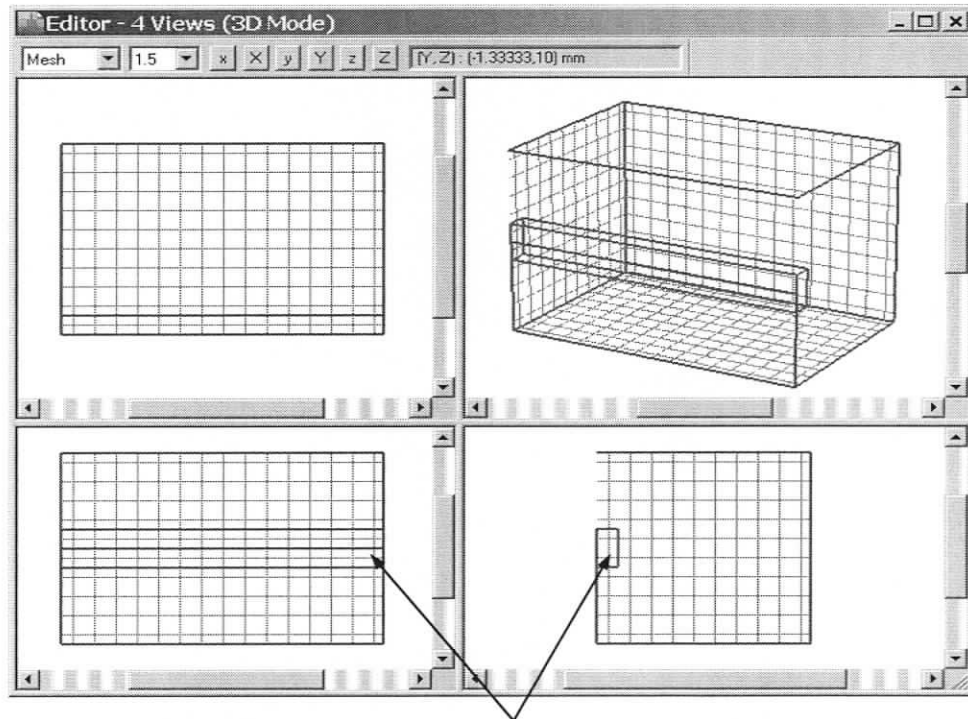 Editor - 4 Views (3D Mode)
Mesh 1.5 x X y Y z Z (Y, Z) : (-1.33333,10) mm